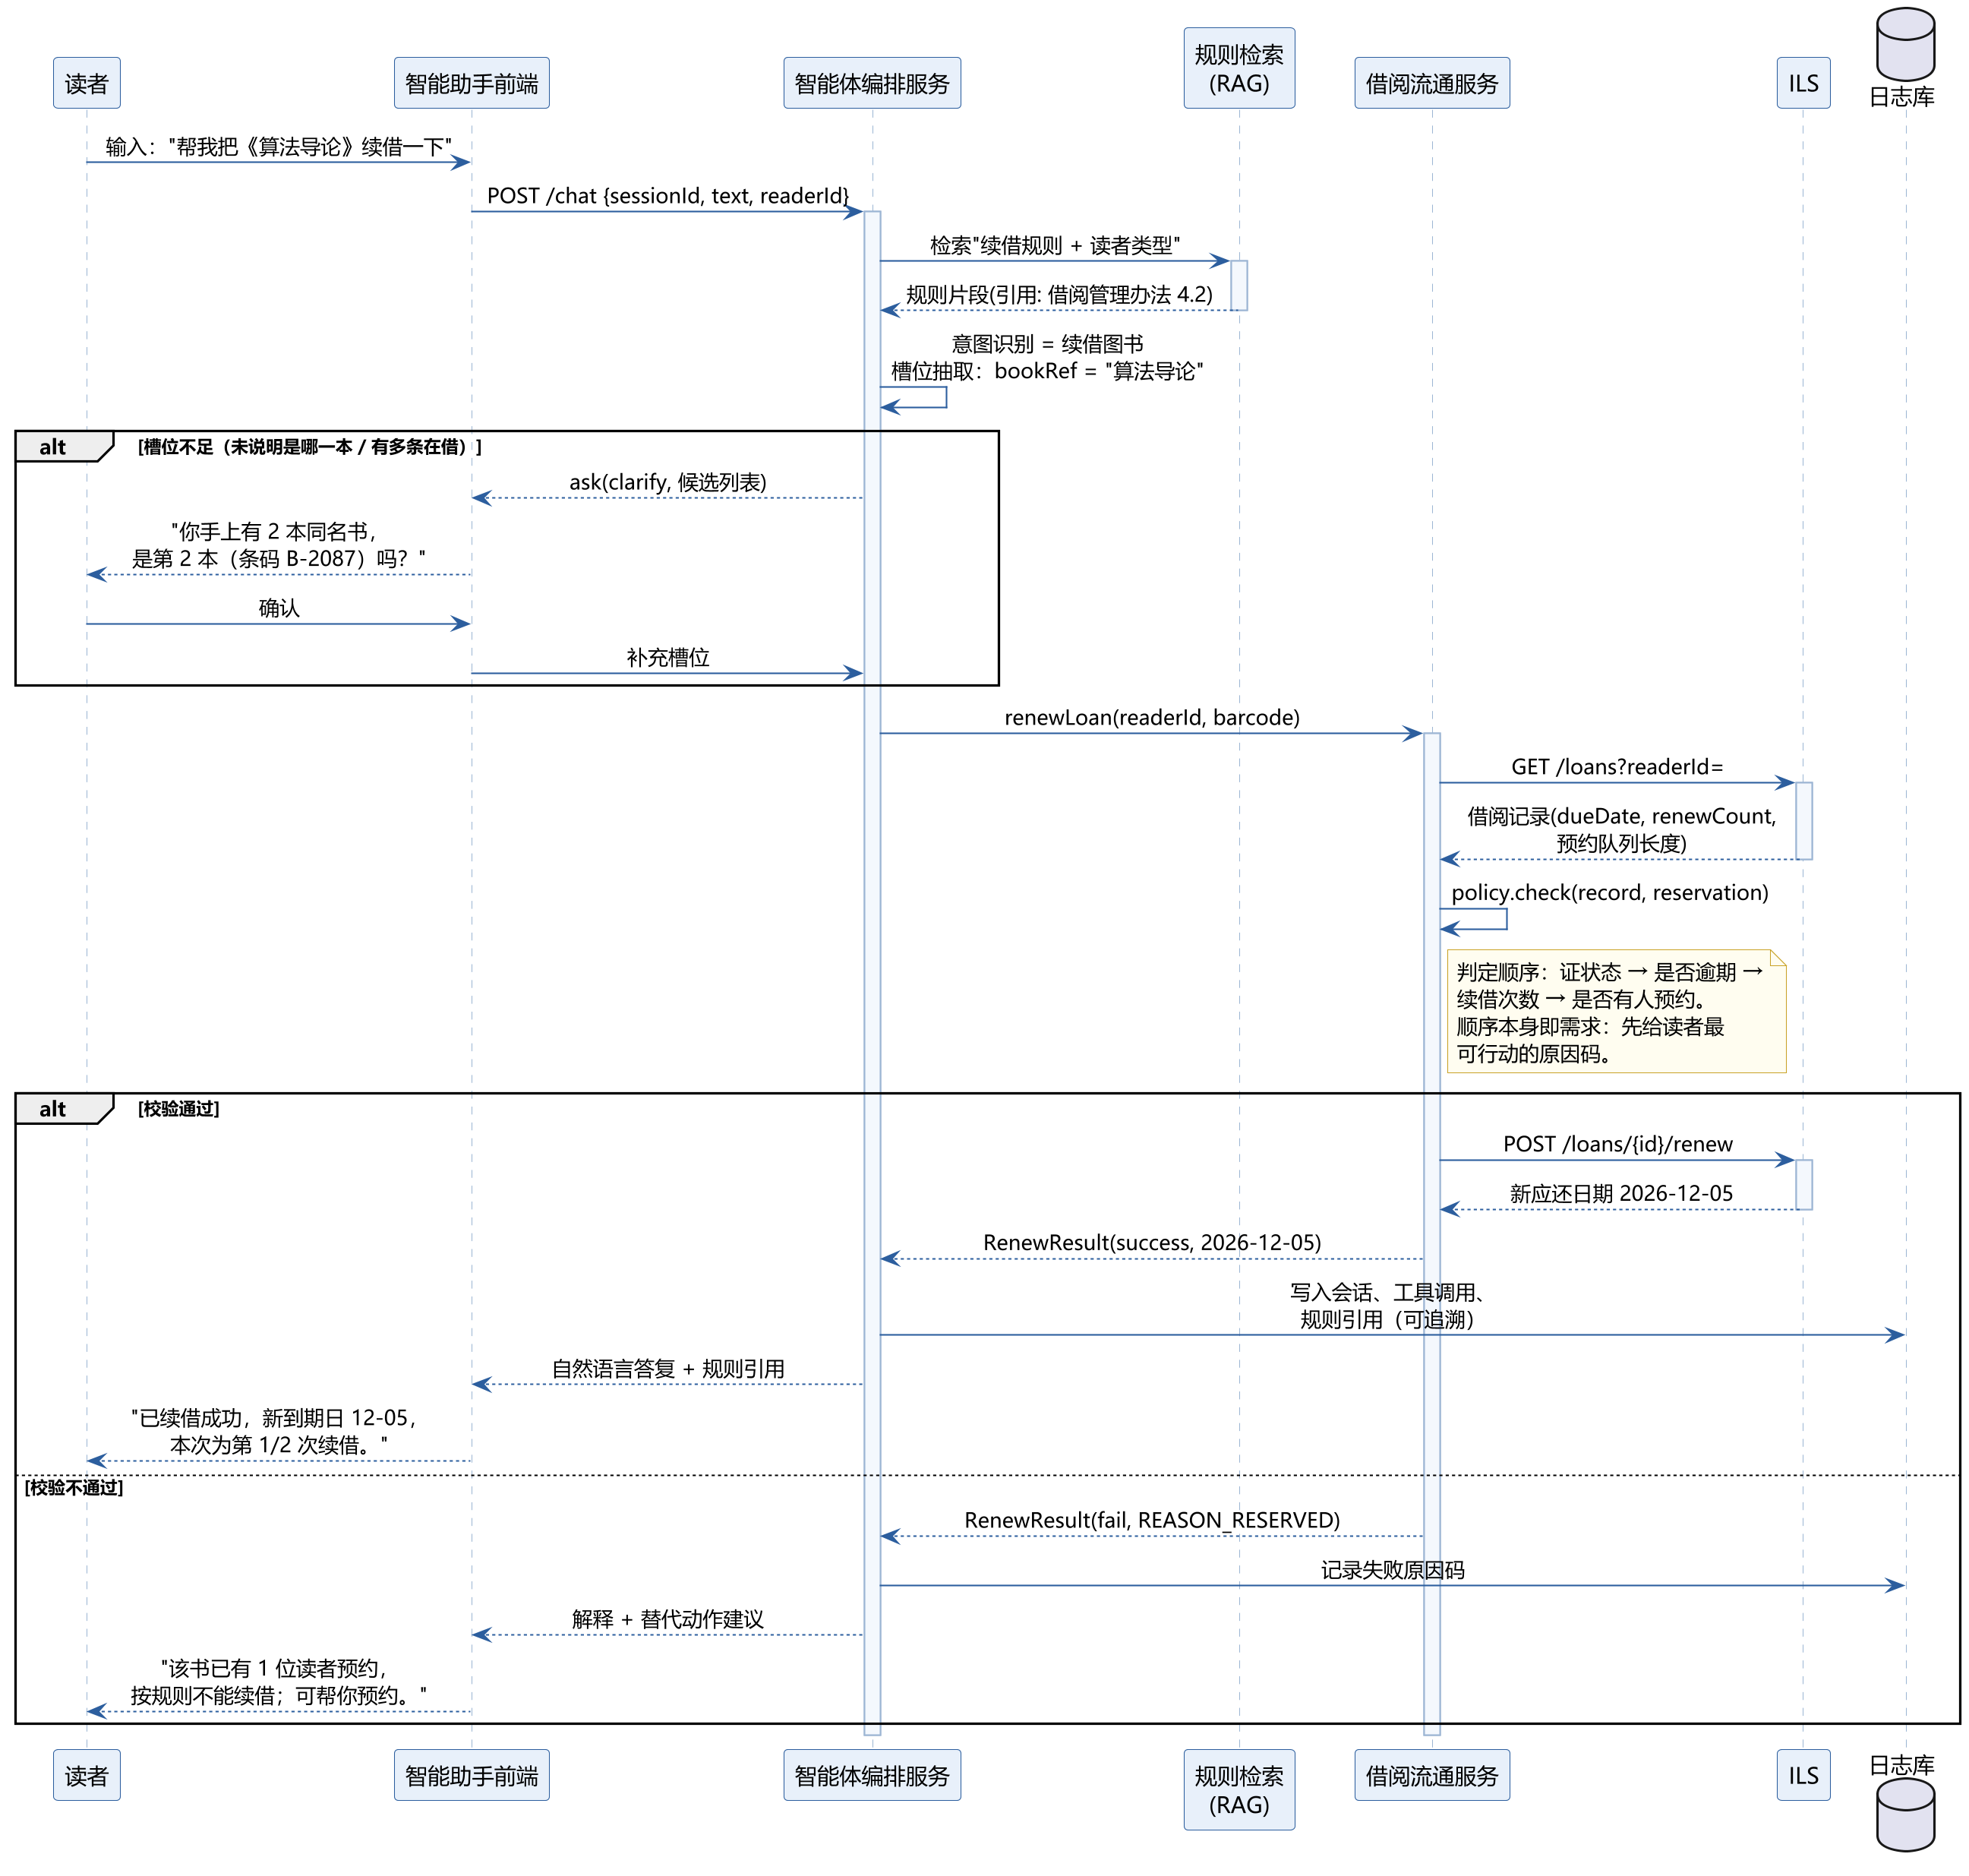 读者
智能助手前端
智能体编排服务
规则检索
(RAG)
借阅流通服务
ILS
日志库
输入："帮我把《算法导论》续借一下"
POST /chat {sessionId, text, readerId}
检索"续借规则 + 读者类型"
规则片段(引用: 借阅管理办法 4.2)
意图识别 = 续借图书
槽位抽取：bookRef = "算法导论"
alt
[槽位不足（未说明是哪一本 / 有多条在借）]
ask(clarify, 候选列表)
"你手上有 2 本同名书，
是第 2 本（条码 B-2087）吗？"
确认
补充槽位
renewLoan(readerId, barcode)
GET /loans?readerId=
借阅记录(dueDate, renewCount,
预约队列长度)
policy.check(record, reservation)
判定顺序：证状态 → 是否逾期 →
续借次数 → 是否有人预约。
顺序本身即需求：先给读者最
可行动的原因码。
alt
[校验通过]
POST /loans/{id}/renew
新应还日期 2026-12-05
RenewResult(success, 2026-12-05)
写入会话、工具调用、
规则引用（可追溯）
自然语言答复 + 规则引用
"已续借成功，新到期日 12-05，
本次为第 1/2 次续借。"
[校验不通过]
RenewResult(fail, REASON_RESERVED)
记录失败原因码
解释 + 替代动作建议
"该书已有 1 位读者预约，
按规则不能续借；可帮你预约。"
读者
智能助手前端
智能体编排服务
规则检索
(RAG)
借阅流通服务
ILS
日志库